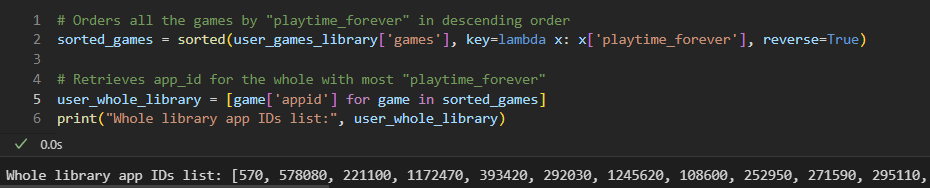 1 # Orders all the games by "playtime_forever" in descending order
2 sorted_games = sorted(user_games_library['games'], key=lambda x: x['playtime_forever'], reverse=True)
3
4 # Retrieves app_id for the whole with most "playtime_forever"
5 user_whole_library = [game['appid'] for game in sorted_games]
6 print("Whole library app IDs list:", user_whole_library)
✓ 0.0s
Whole library app IDs list: [570, 578080, 221100, 1172470, 393420, 292030, 1245620, 108600, 252950, 271590, 295110,